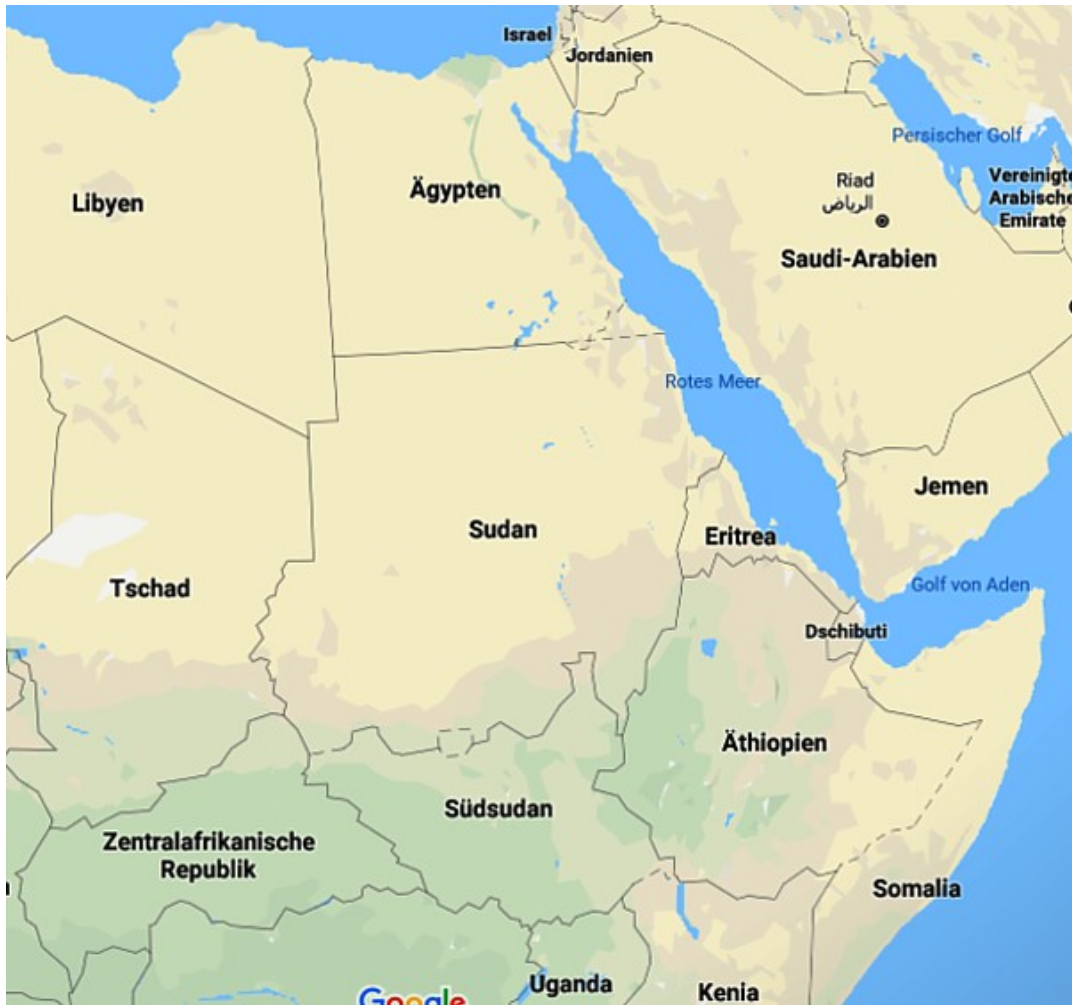 Israel
Jordanien
Persischer Golf
Libyen
Ägypten
Riad
الرياض
Vereinigte
Arabische
Emirate
Saudi-Arabien
Rotes Meer
Jemen
Sudan
Eritrea
Tschad
Golf von Aden
Dschibuti
Äthiopien
Südsudan
Zentralafrikanische
Republik
Somalia
Uganda
Kenia
Google